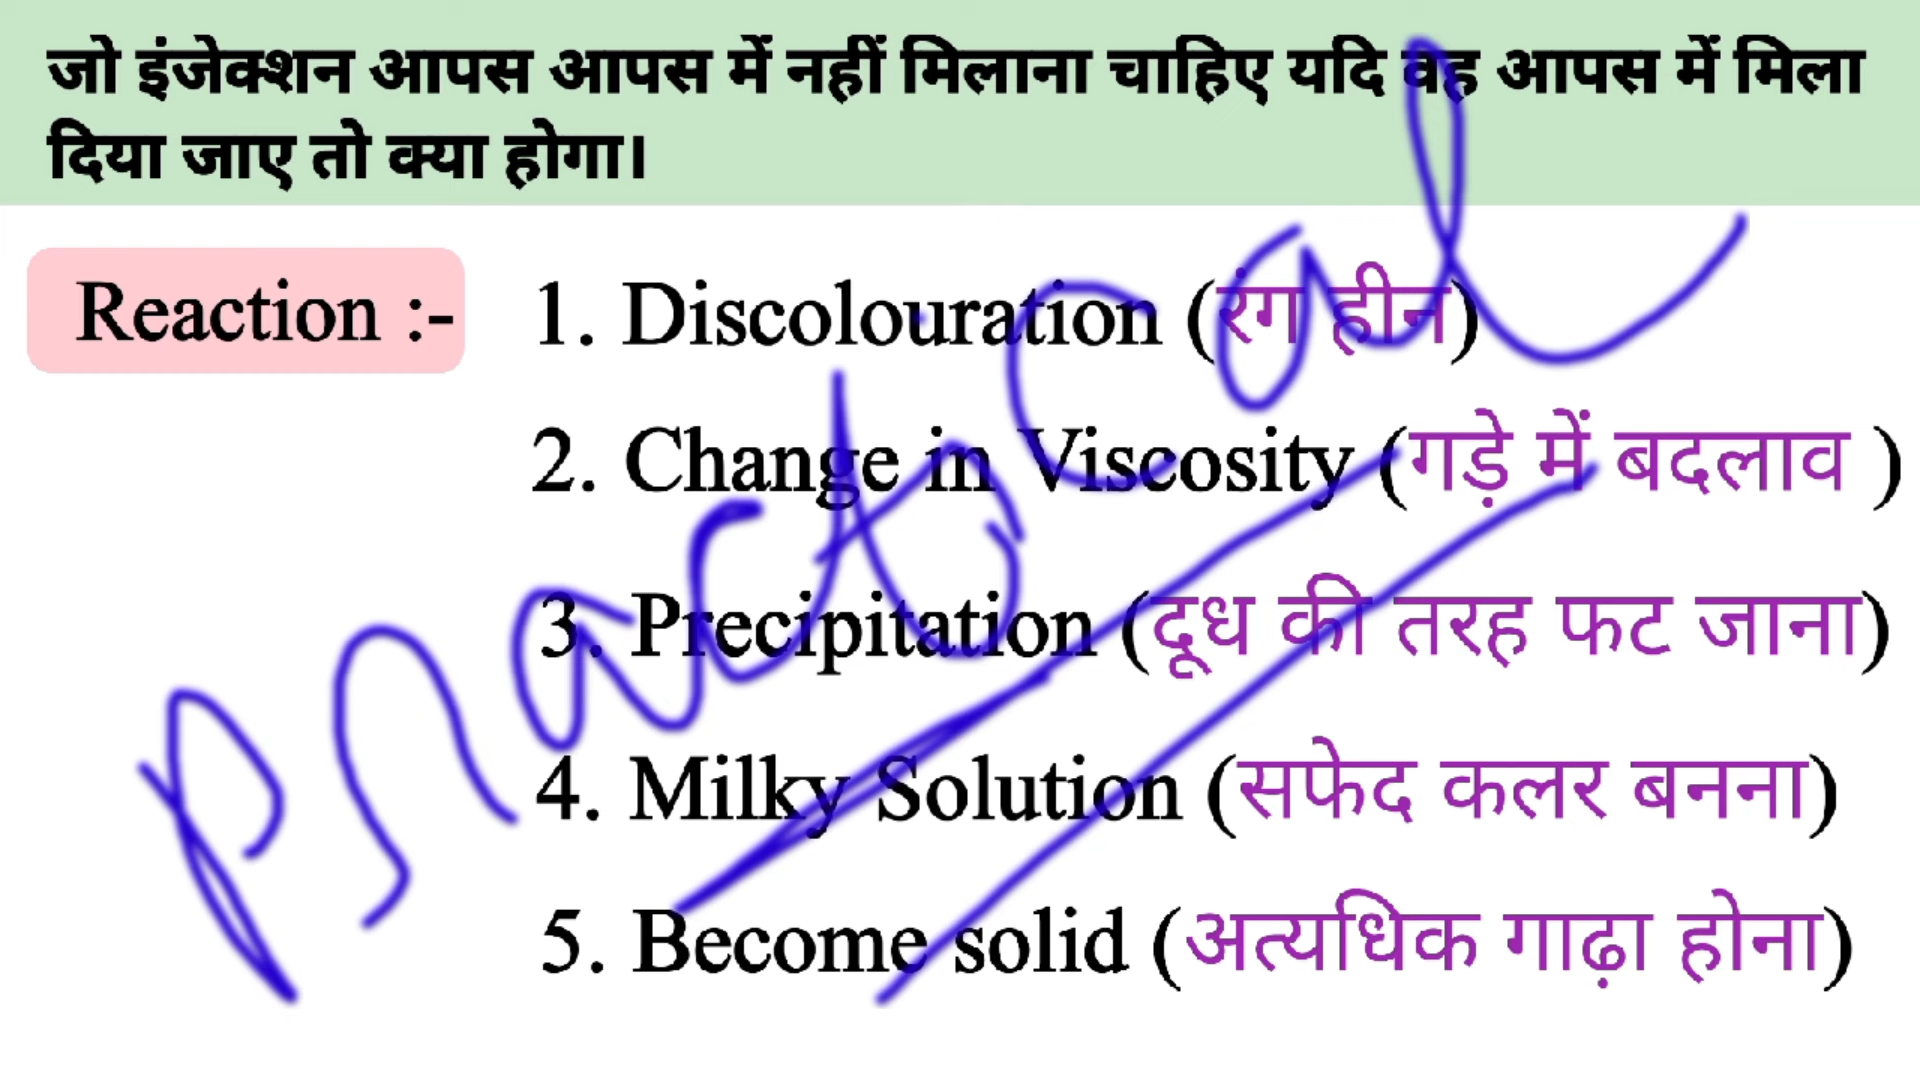 जो इंजेक्शन आपस आपस में नहीं मिलाना चाहिए यदि वह आपस में मिला
दिया जाए तो क्या होगा।
Reaction :-
1. Discolouration (रंग हीन)
2. Change in Viscosity (गड़े में बदलाव )
3. Precipitation (दूध की तरह फट जाना)
4. Milky Solution (सफेद कलर बनना)
5. Become solid (अत्यधिक गाढ़ा होना)
practical